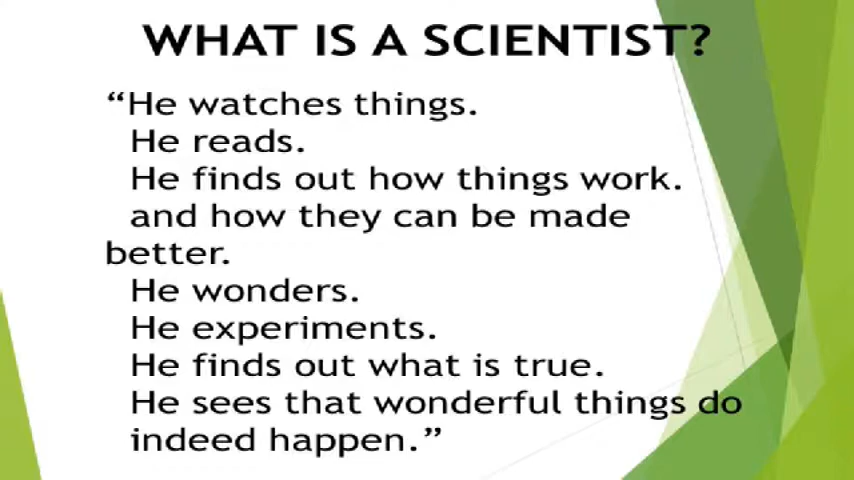 WHAT IS A SCIENTIST?
“He watches things.
He reads.
He finds out how things work.
and how they can be made
better.
He wonders.
He experiments.
He finds out what is true.
He sees that wonderful things do
indeed happen.”